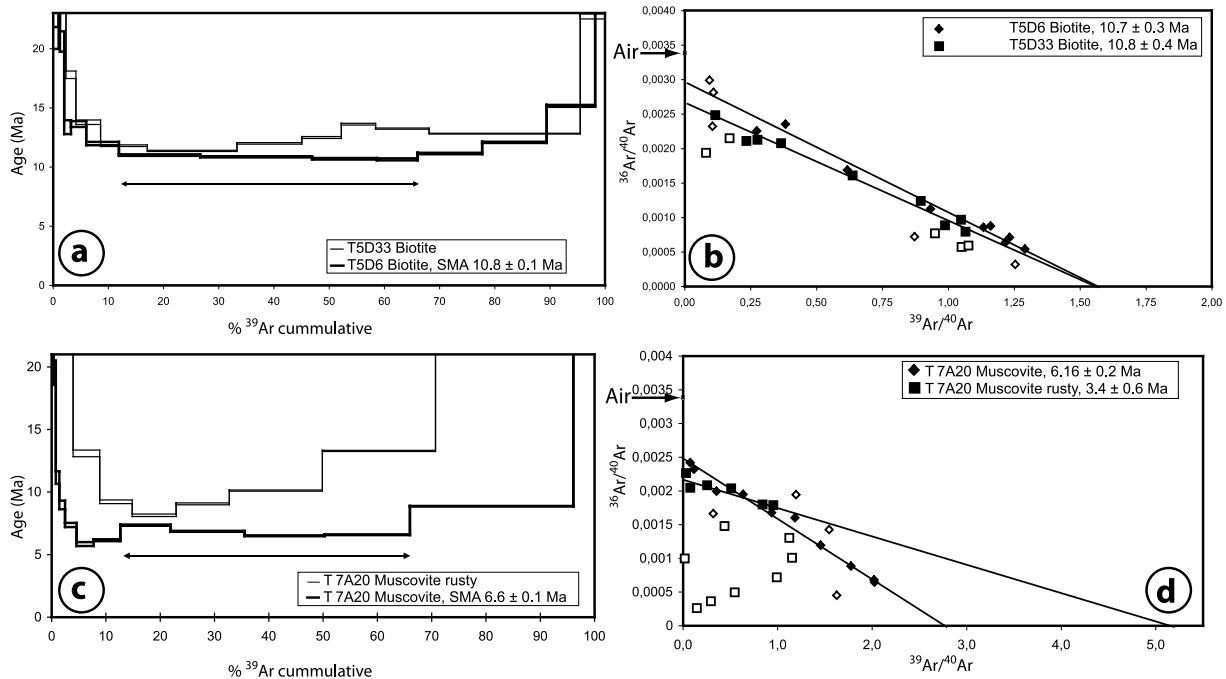 20
15
10
5
0
Age (Ma)
a
T5D33 Biotite
T5D6 Biotite, SMA 10.8 ± 0.1 Ma
0 10 20 30 40 50 60 70 80 90 100
% ³⁹Ar cummulative
0,0040
0,0035
0,0030
0,0025
0,0020
0,0015
0,0010
0,0005
0,0000
Air
³⁶Ar/⁴⁰Ar
T5D6 Biotite, 10.7 ± 0.3 Ma
T5D33 Biotite, 10.8 ± 0.4 Ma
b
0,00 0,25 0,50 0,75 1,00 1,25 1,50 1,75 2,00
³⁹Ar/⁴⁰Ar
20
15
10
5
0
Age (Ma)
c
T 7A20 Muscovite rusty
T 7A20 Muscovite, SMA 6.6 ± 0.1 Ma
0 10 20 30 40 50 60 70 80 90 100
% ³⁹Ar cummulative
0,004
0,0035
0,003
0,0025
0,002
0,0015
0,001
0,0005
0
Air
³⁶Ar/⁴⁰Ar
T 7A20 Muscovite, 6.16 ± 0.2 Ma
T 7A20 Muscovite rusty, 3.4 ± 0.6 Ma
d
0,0 1,0 2,0 3,0 4,0 5,0
³⁹Ar/⁴⁰Ar